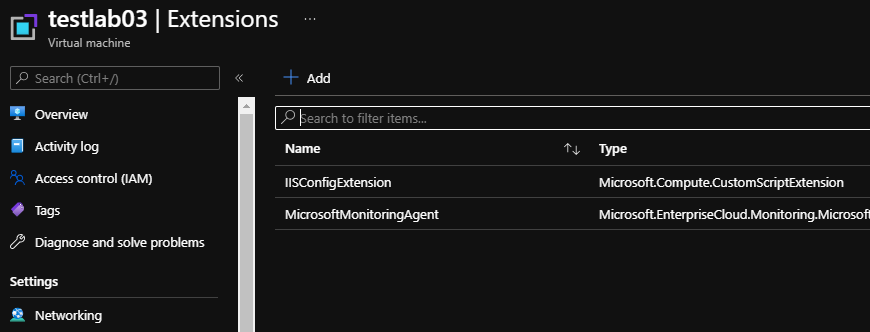 testlab03 | Extensions ...
Virtual machine
Search (Ctrl+/)
«
Overview
Activity log
Access control (IAM)
Tags
Diagnose and solve problems
Settings
Networking
+ Add
Search to filter items...
Name ↑↓ Type
IISConfigExtension Microsoft.Compute.CustomScriptExtension
MicrosoftMonitoringAgent Microsoft.EnterpriseCloud.Monitoring.Microsoft